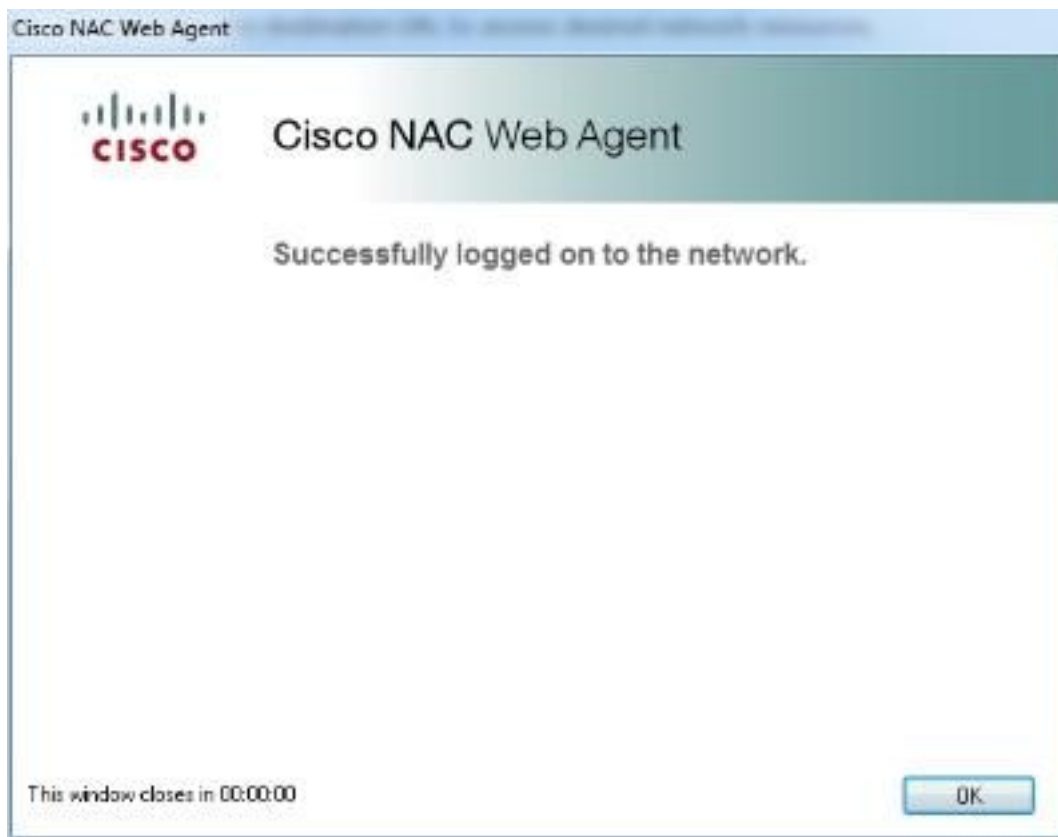 Cisco NAC Web Agent
CISCO
Cisco NAC Web Agent
Successfully logged on to the network.
This window closes in 00:00:00
OK